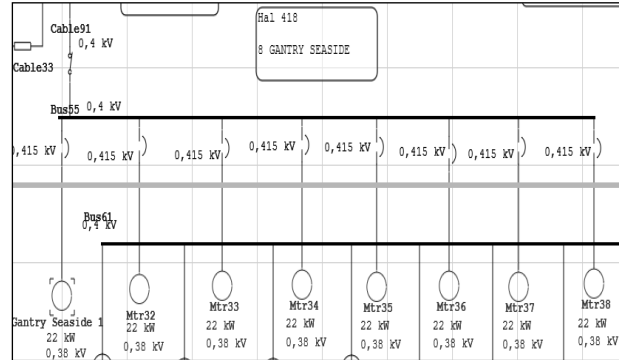 Hal 418
Cable91
0,4 kV
8 GANTRY SEASIDE
Cable33
Bus55 0,4 kV
0,415 kV 0,415 kV 0,415 kV 0,415 kV 0,415 kV 0,415 kV 0,415 kV
Bus61
0,4 kV
Gantry Seaside 1 Mtr32 Mtr33 Mtr34 Mtr35 Mtr36 Mtr37 Mtr38
22 kW 22 kW 22 kW 22 kW 22 kW 22 kW 22 kW 22 kW
0,38 kV 0,38 kV 0,38 kV 0,38 kV 0,38 kV 0,38 kV 0,38 kV 0,38 kV